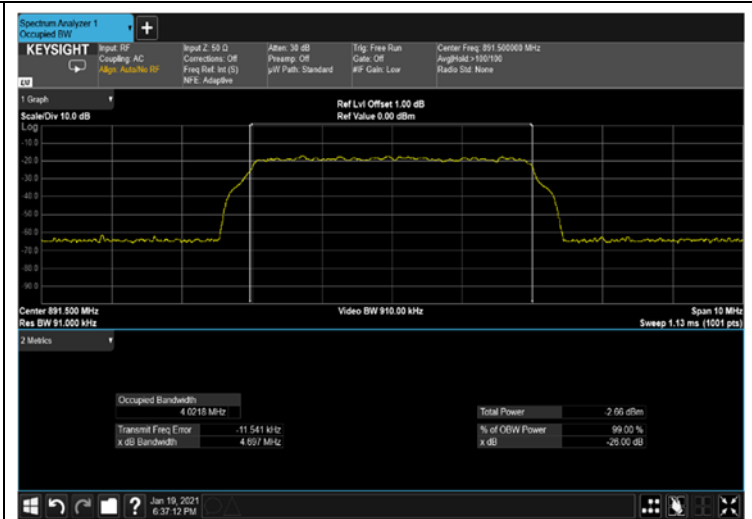 Spectrum Analyzer 1
Occupied BW
+
KEYSIGHT
Input: RF
Coupling: AC
Align: Auto/No RF
Input Z: 50 Ω
Corrections: Off
Freq Ref: Int (S)
NFE: Adaptive
Atten: 30 dB
Preamp: Off
µW Path: Standard
Trig: Free Run
Gate: Off
#IF Gain: Low
Center Freq: 891.500000 MHz
Avg|Hold:>100/100
Radio Std: None
1 Graph
Scale/Div 10.0 dB
Ref Lvl Offset 1.00 dB
Ref Value 0.00 dBm
Log
-10.0
-20.0
-30.0
-40.0
-50.0
-60.0
-70.0
-80.0
-90.0
Center 891.500 MHz
Video BW 910.00 kHz
Span 10 MHz
Res BW 91.000 kHz
Sweep 1.13 ms (1001 pts)
2 Metrics
Occupied Bandwidth
4.0218 MHz
Total Power -2.66 dBm
Transmit Freq Error -11.541 kHz
% of OBW Power 99.00 %
x dB Bandwidth 4.697 MHz
x dB -26.00 dB
?
Jan 19, 2021
6:37:12 PM